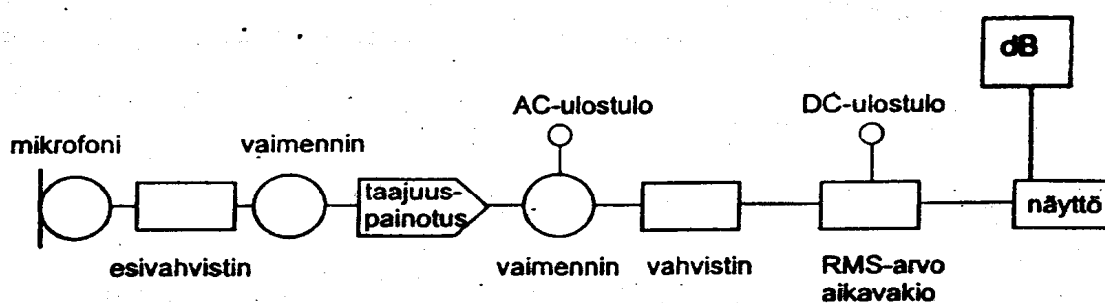 dB
AC-ulostulo
DC-ulostulo
mikrofoni
vaimennin
taajuus-
painotus
näyttö
esivahvistin
vaimennin
vahvistin
RMS-arvo
aikavakio